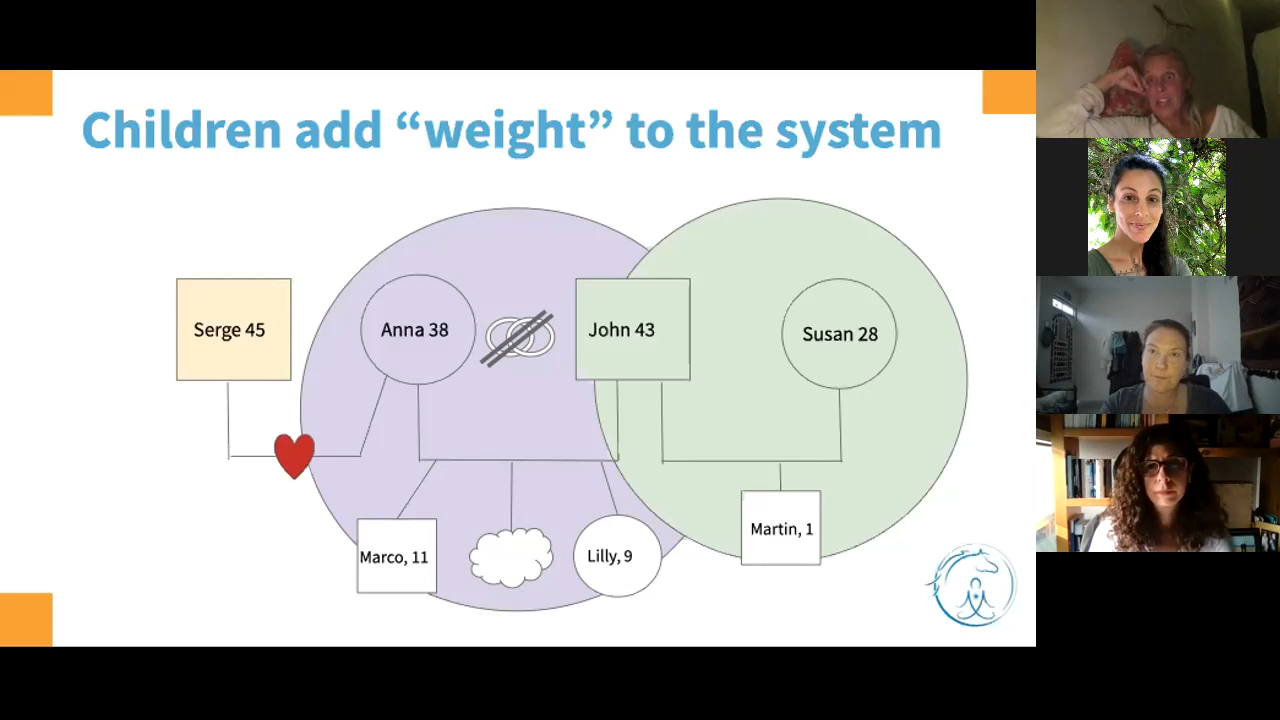 Children add “weight” to the system
Serge 45
Anna 38
John 43
Susan 28
Marco, 11
Lilly, 9
Martin, 1